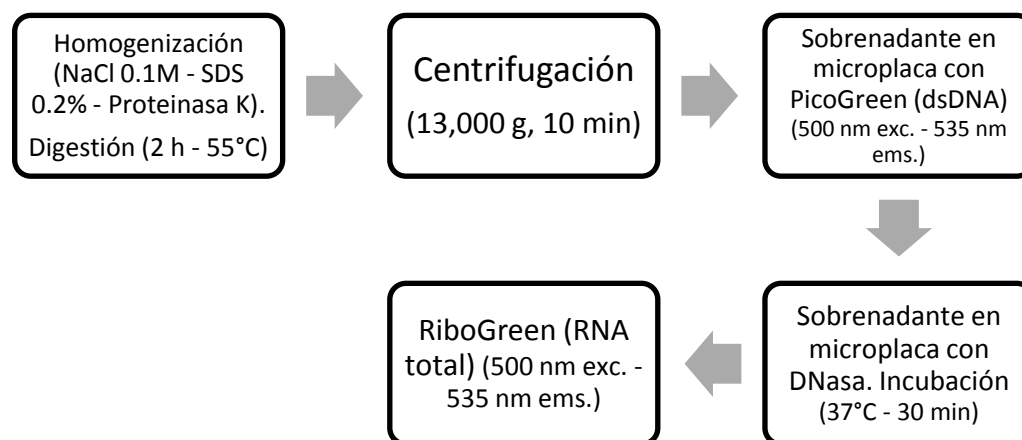 Homogenización
(NaCl 0.1M - SDS
0.2% - Proteinasa K).
Digestión (2 h - 55°C)
Centrifugación
(13,000 g, 10 min)
Sobrenadante en
microplaca con
PicoGreen (dsDNA)
(500 nm exc. - 535 nm
ems.)
Sobrenadante en
microplaca con
DNasa. Incubación
(37°C - 30 min)
RiboGreen (RNA
total) (500 nm exc. -
535 nm ems.)